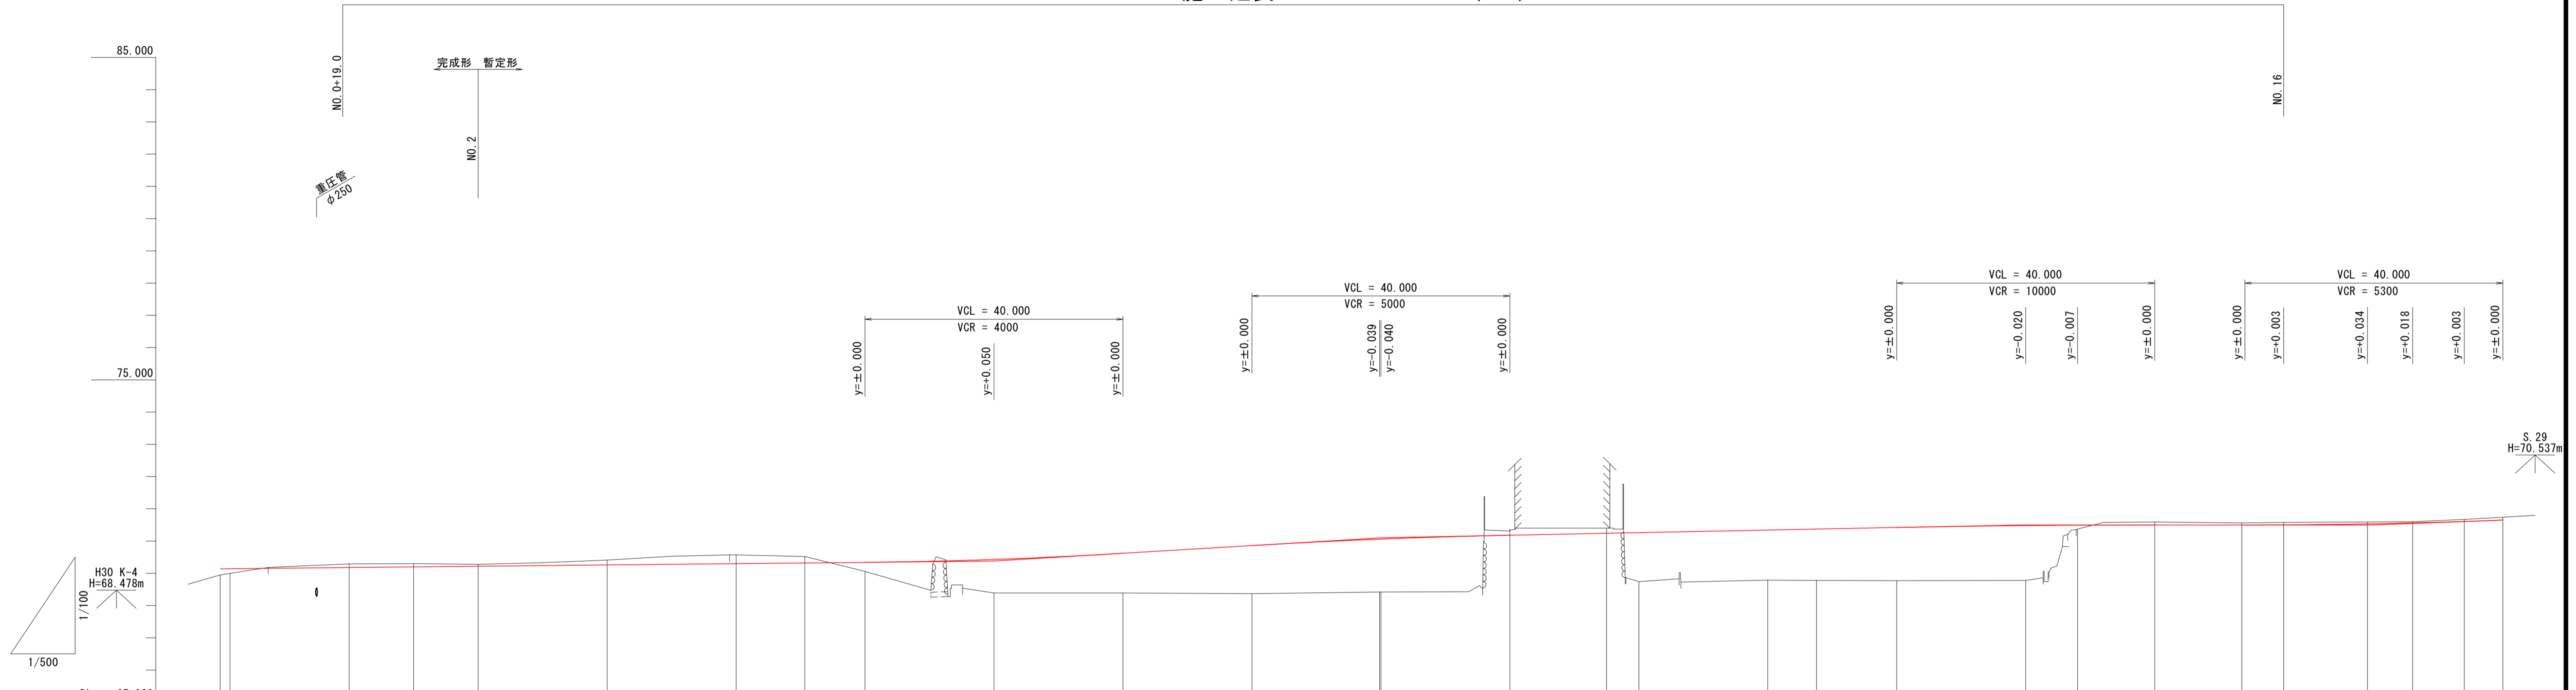 85.000
NO.0+19.0
完成形 暫定形
NO.2
NO.16
重圧管
φ250
VCL = 40.000
VCR = 4000
y=±0.000
y=+0.050
y=±0.000
VCL = 40.000
VCR = 5000
y=±0.000
y=-0.039
y=-0.040
y=±0.000
VCL = 40.000
VCR = 10000
y=±0.000
y=-0.020
y=-0.007
y=±0.000
VCL = 40.000
VCR = 5300
y=±0.000
y=+0.003
y=+0.034
y=+0.018
y=+0.003
y=±0.000
75.000
S.29
H=70.537m
H30 K-4
H=68.478m
1/100
1/500